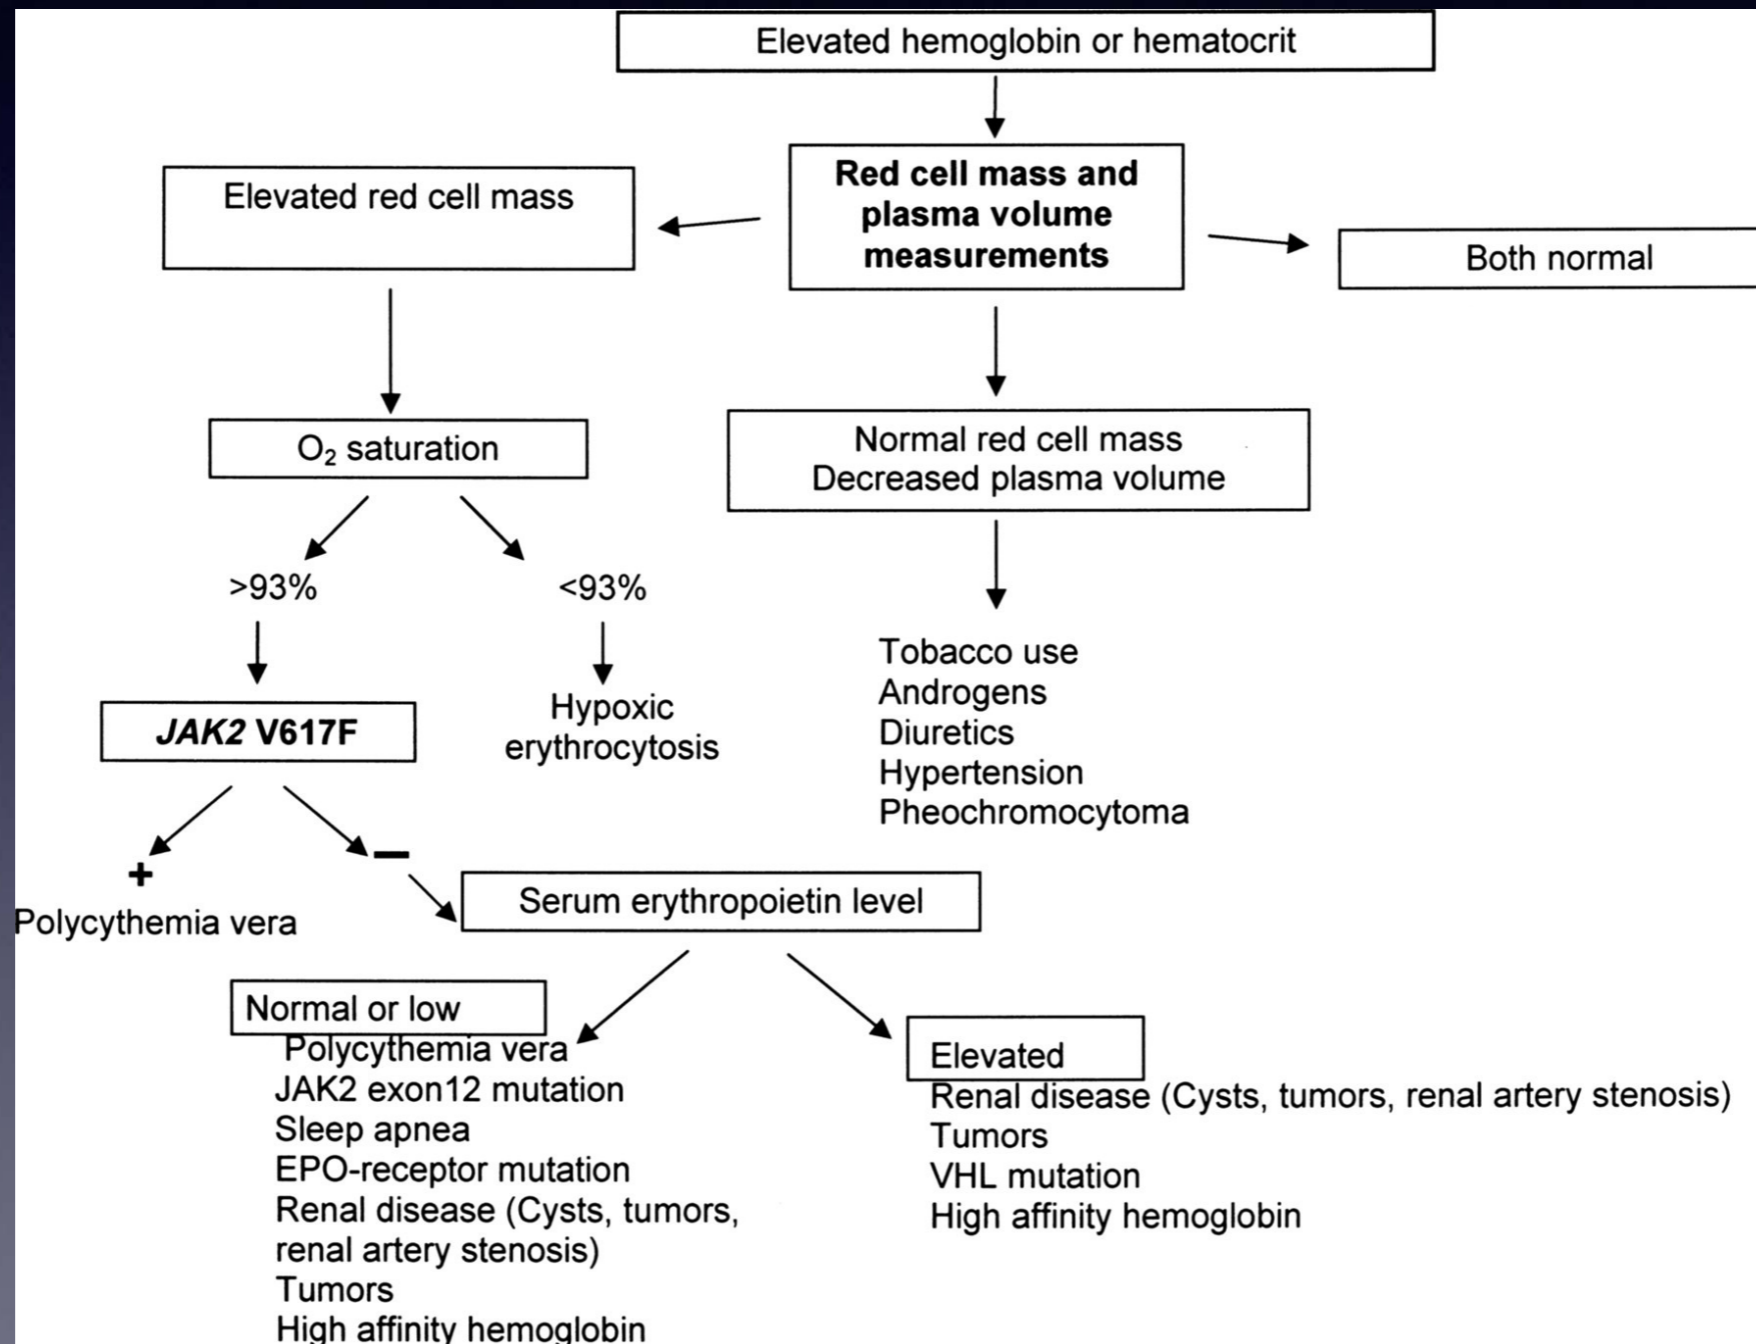 Elevated hemoglobin or hematocrit
Red cell mass and
plasma volume
measurements
Elevated red cell mass
Both normal
O₂ saturation
Normal red cell mass
Decreased plasma volume
>93%
<93%
Tobacco use
Androgens
Diuretics
Hypertension
Pheochromocytoma
JAK2 V617F
Hypoxic
erythrocytosis
+
−
Polycythemia vera
Serum erythropoietin level
Normal or low
Polycythemia vera
JAK2 exon12 mutation
Sleep apnea
EPO-receptor mutation
Renal disease (Cysts, tumors,
renal artery stenosis)
Tumors
High affinity hemoglobin
Elevated
Renal disease (Cysts, tumors, renal artery stenosis)
Tumors
VHL mutation
High affinity hemoglobin